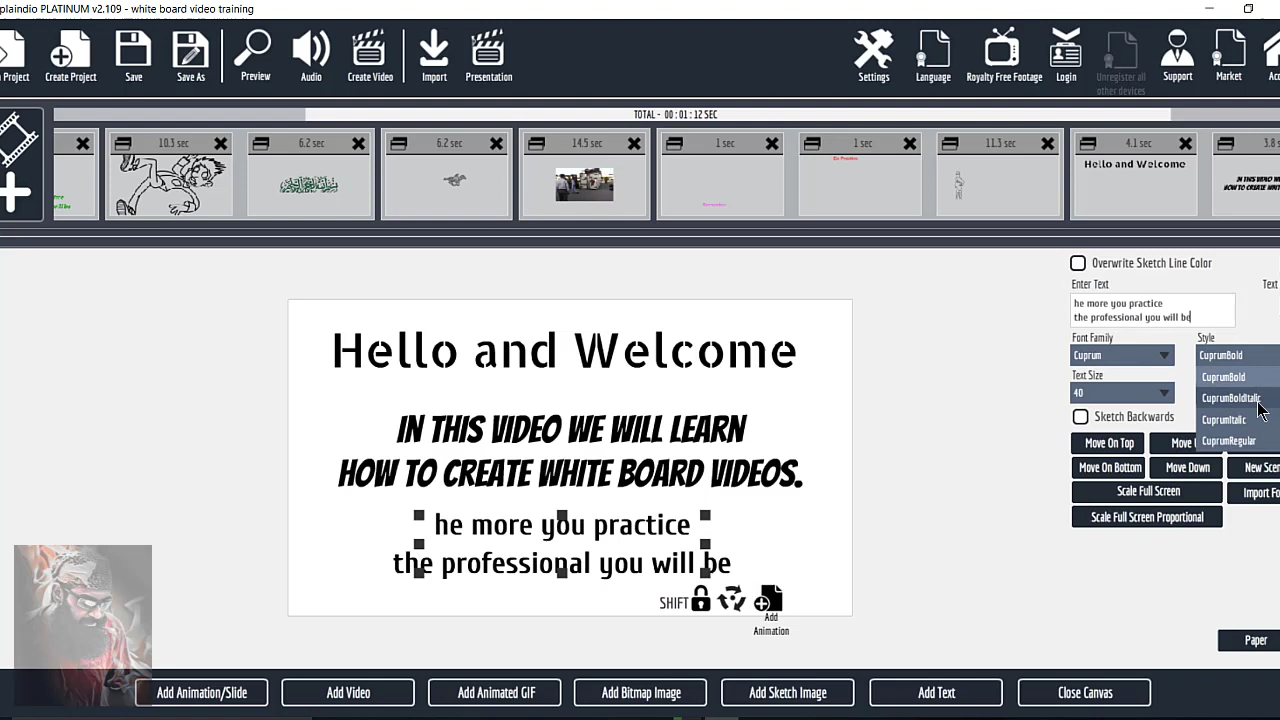 plaindio PLATINUM v2.109 - white board video training
Project
Create Project
Save
Save As
Preview
Audio
Create Video
Import
Presentation
Settings
Language
Royalty Free Footage
Login
Unregister all
other devices
Support
Market
TOTAL - 00 : 01 : 12 SEC
10.3 sec
6.2 sec
6.2 sec
14.5 sec
1 sec
1 sec
11.3 sec
4.1 sec
3.8 s
Hello and Welcome
Overwrite Sketch Line Color
Enter Text
Text
he more you practice
the professional you will be
Font Family
Style
Cuprum
CuprumBold
Text Size
40
CuprumBold
CuprumBoldItalic
CuprumItalic
CuprumRegular
Sketch Backwards
Move On Top
Move
Move On Bottom
Move Down
New Scen
Scale Full Screen
Import Fo
Scale Full Screen Proportional
Hello and Welcome
IN THIS VIDEO WE WILL LEARN
HOW TO CREATE WHITE BOARD VIDEOS.
he more you practice
the professional you will be
SHIFT
Add
Animation
Paper
Add Animation/Slide
Add Video
Add Animated GIF
Add Bitmap Image
Add Sketch Image
Add Text
Close Canvas